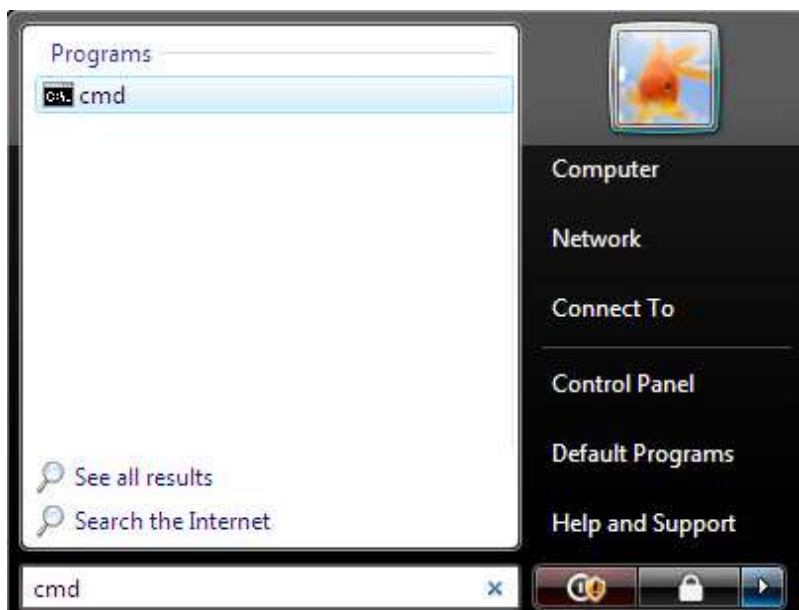 Programs
cmd
See all results
Search the Internet
cmd
Computer
Network
Connect To
Control Panel
Default Programs
Help and Support